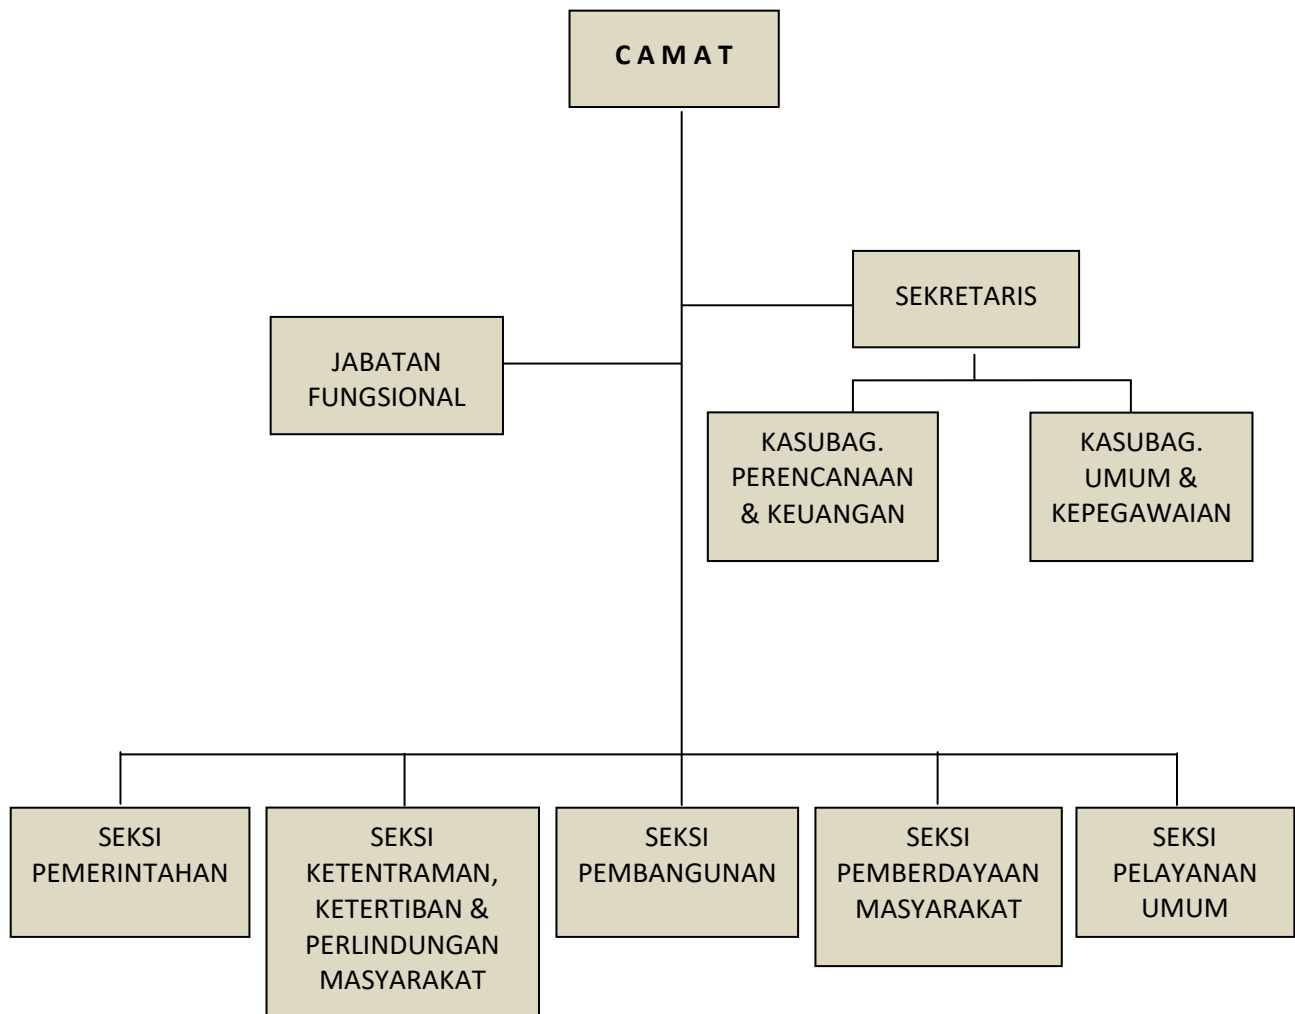 C A M A T
SEKRETARIS
JABATAN
FUNGSIONAL
KASUBAG.
PERENCANAAN
& KEUANGAN
KASUBAG.
UMUM &
KEPEGAWAIAN
SEKSI
PEMERINTAHAN
SEKSI
KETENTRAMAN,
KETERTIBAN &
PERLINDUNGAN
MASYARAKAT
SEKSI
PEMBANGUNAN
SEKSI
PEMBERDAYAAN
MASYARAKAT
SEKSI
PELAYANAN
UMUM